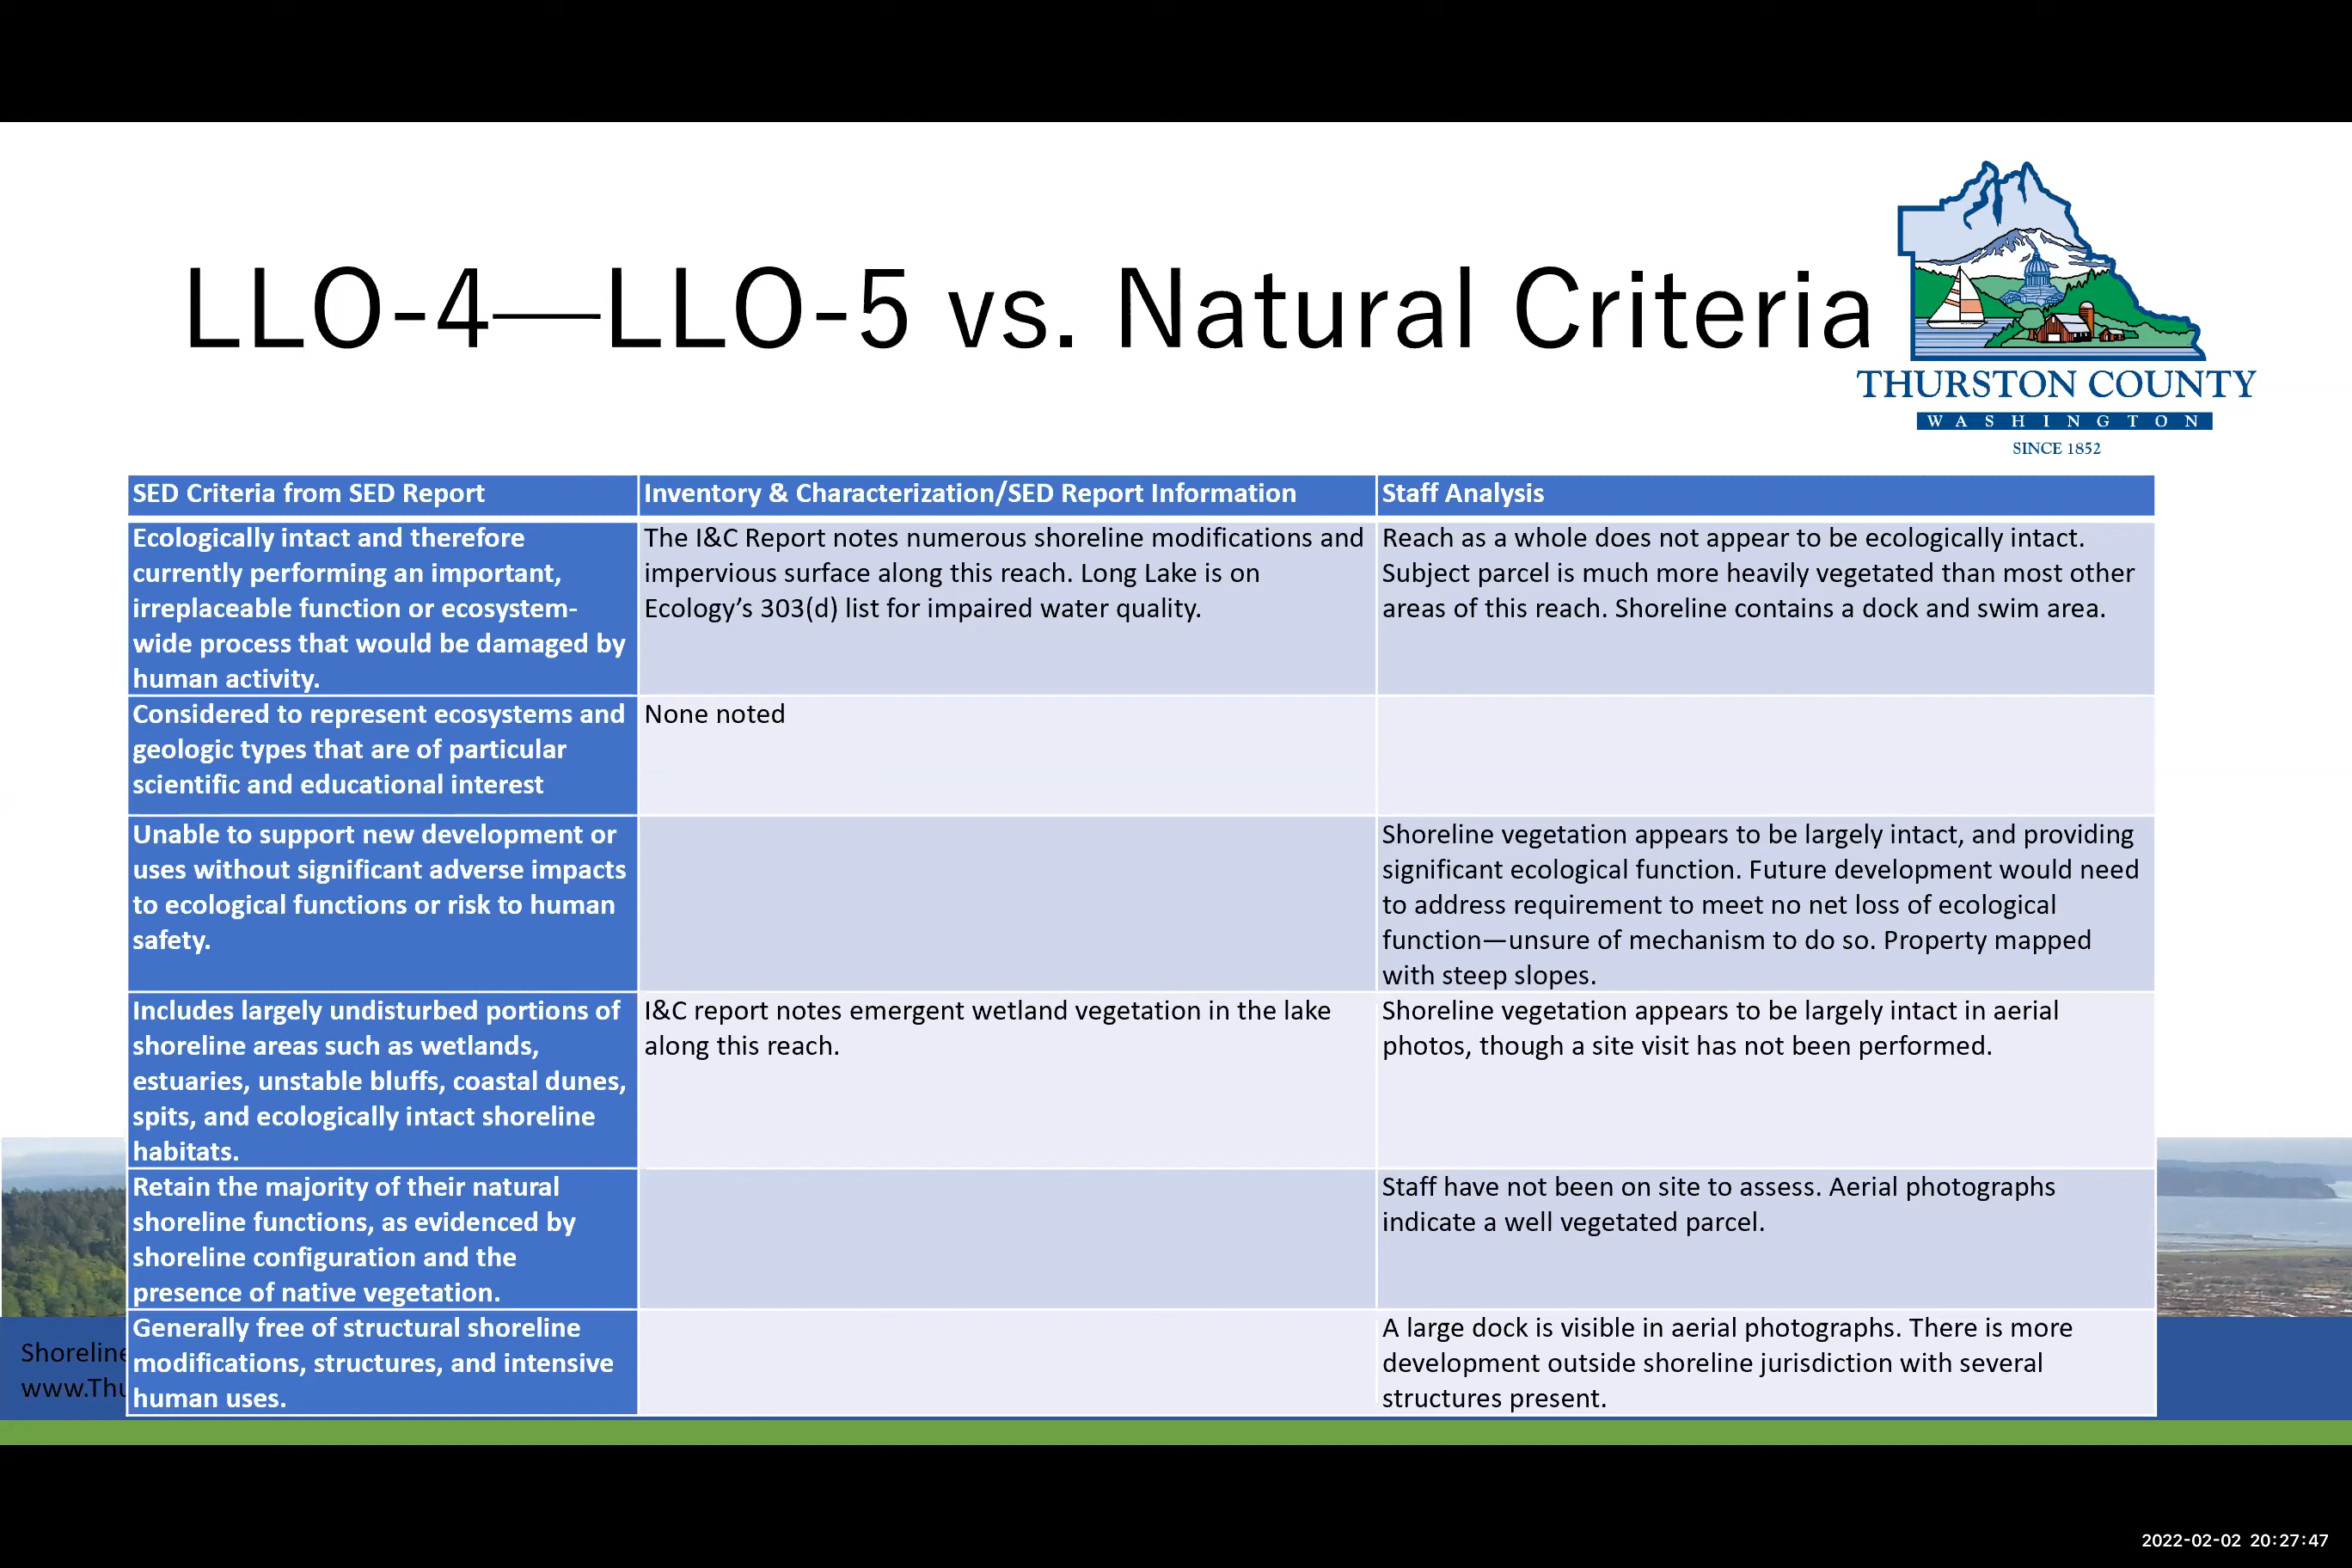 LLO-4—LLO-5 vs. Natural Criteria
THURSTON COUNTY
WASHINGTON
SINCE 1852
SED Criteria from SED Report
Inventory & Characterization/SED Report Information
Staff Analysis
Ecologically intact and therefore
currently performing an important,
irreplaceable function or ecosystem-
wide process that would be damaged by
human activity.
The I&C Report notes numerous shoreline modifications and
impervious surface along this reach. Long Lake is on
Ecology’s 303(d) list for impaired water quality.
Reach as a whole does not appear to be ecologically intact.
Subject parcel is much more heavily vegetated than most other
areas of this reach. Shoreline contains a dock and swim area.
Considered to represent ecosystems and
geologic types that are of particular
scientific and educational interest
None noted
Unable to support new development or
uses without significant adverse impacts
to ecological functions or risk to human
safety.
Shoreline vegetation appears to be largely intact, and providing
significant ecological function. Future development would need
to address requirement to meet no net loss of ecological
function—unsure of mechanism to do so. Property mapped
with steep slopes.
Includes largely undisturbed portions of
shoreline areas such as wetlands,
estuaries, unstable bluffs, coastal dunes,
spits, and ecologically intact shoreline
habitats.
I&C report notes emergent wetland vegetation in the lake
along this reach.
Shoreline vegetation appears to be largely intact in aerial
photos, though a site visit has not been performed.
Retain the majority of their natural
shoreline functions, as evidenced by
shoreline configuration and the
presence of native vegetation.
Staff have not been on site to assess. Aerial photographs
indicate a well vegetated parcel.
Generally free of structural shoreline
modifications, structures, and intensive
human uses.
A large dock is visible in aerial photographs. There is more
development outside shoreline jurisdiction with several
structures present.
Shoreline
www.Thu
2022-02-02 20:27:47